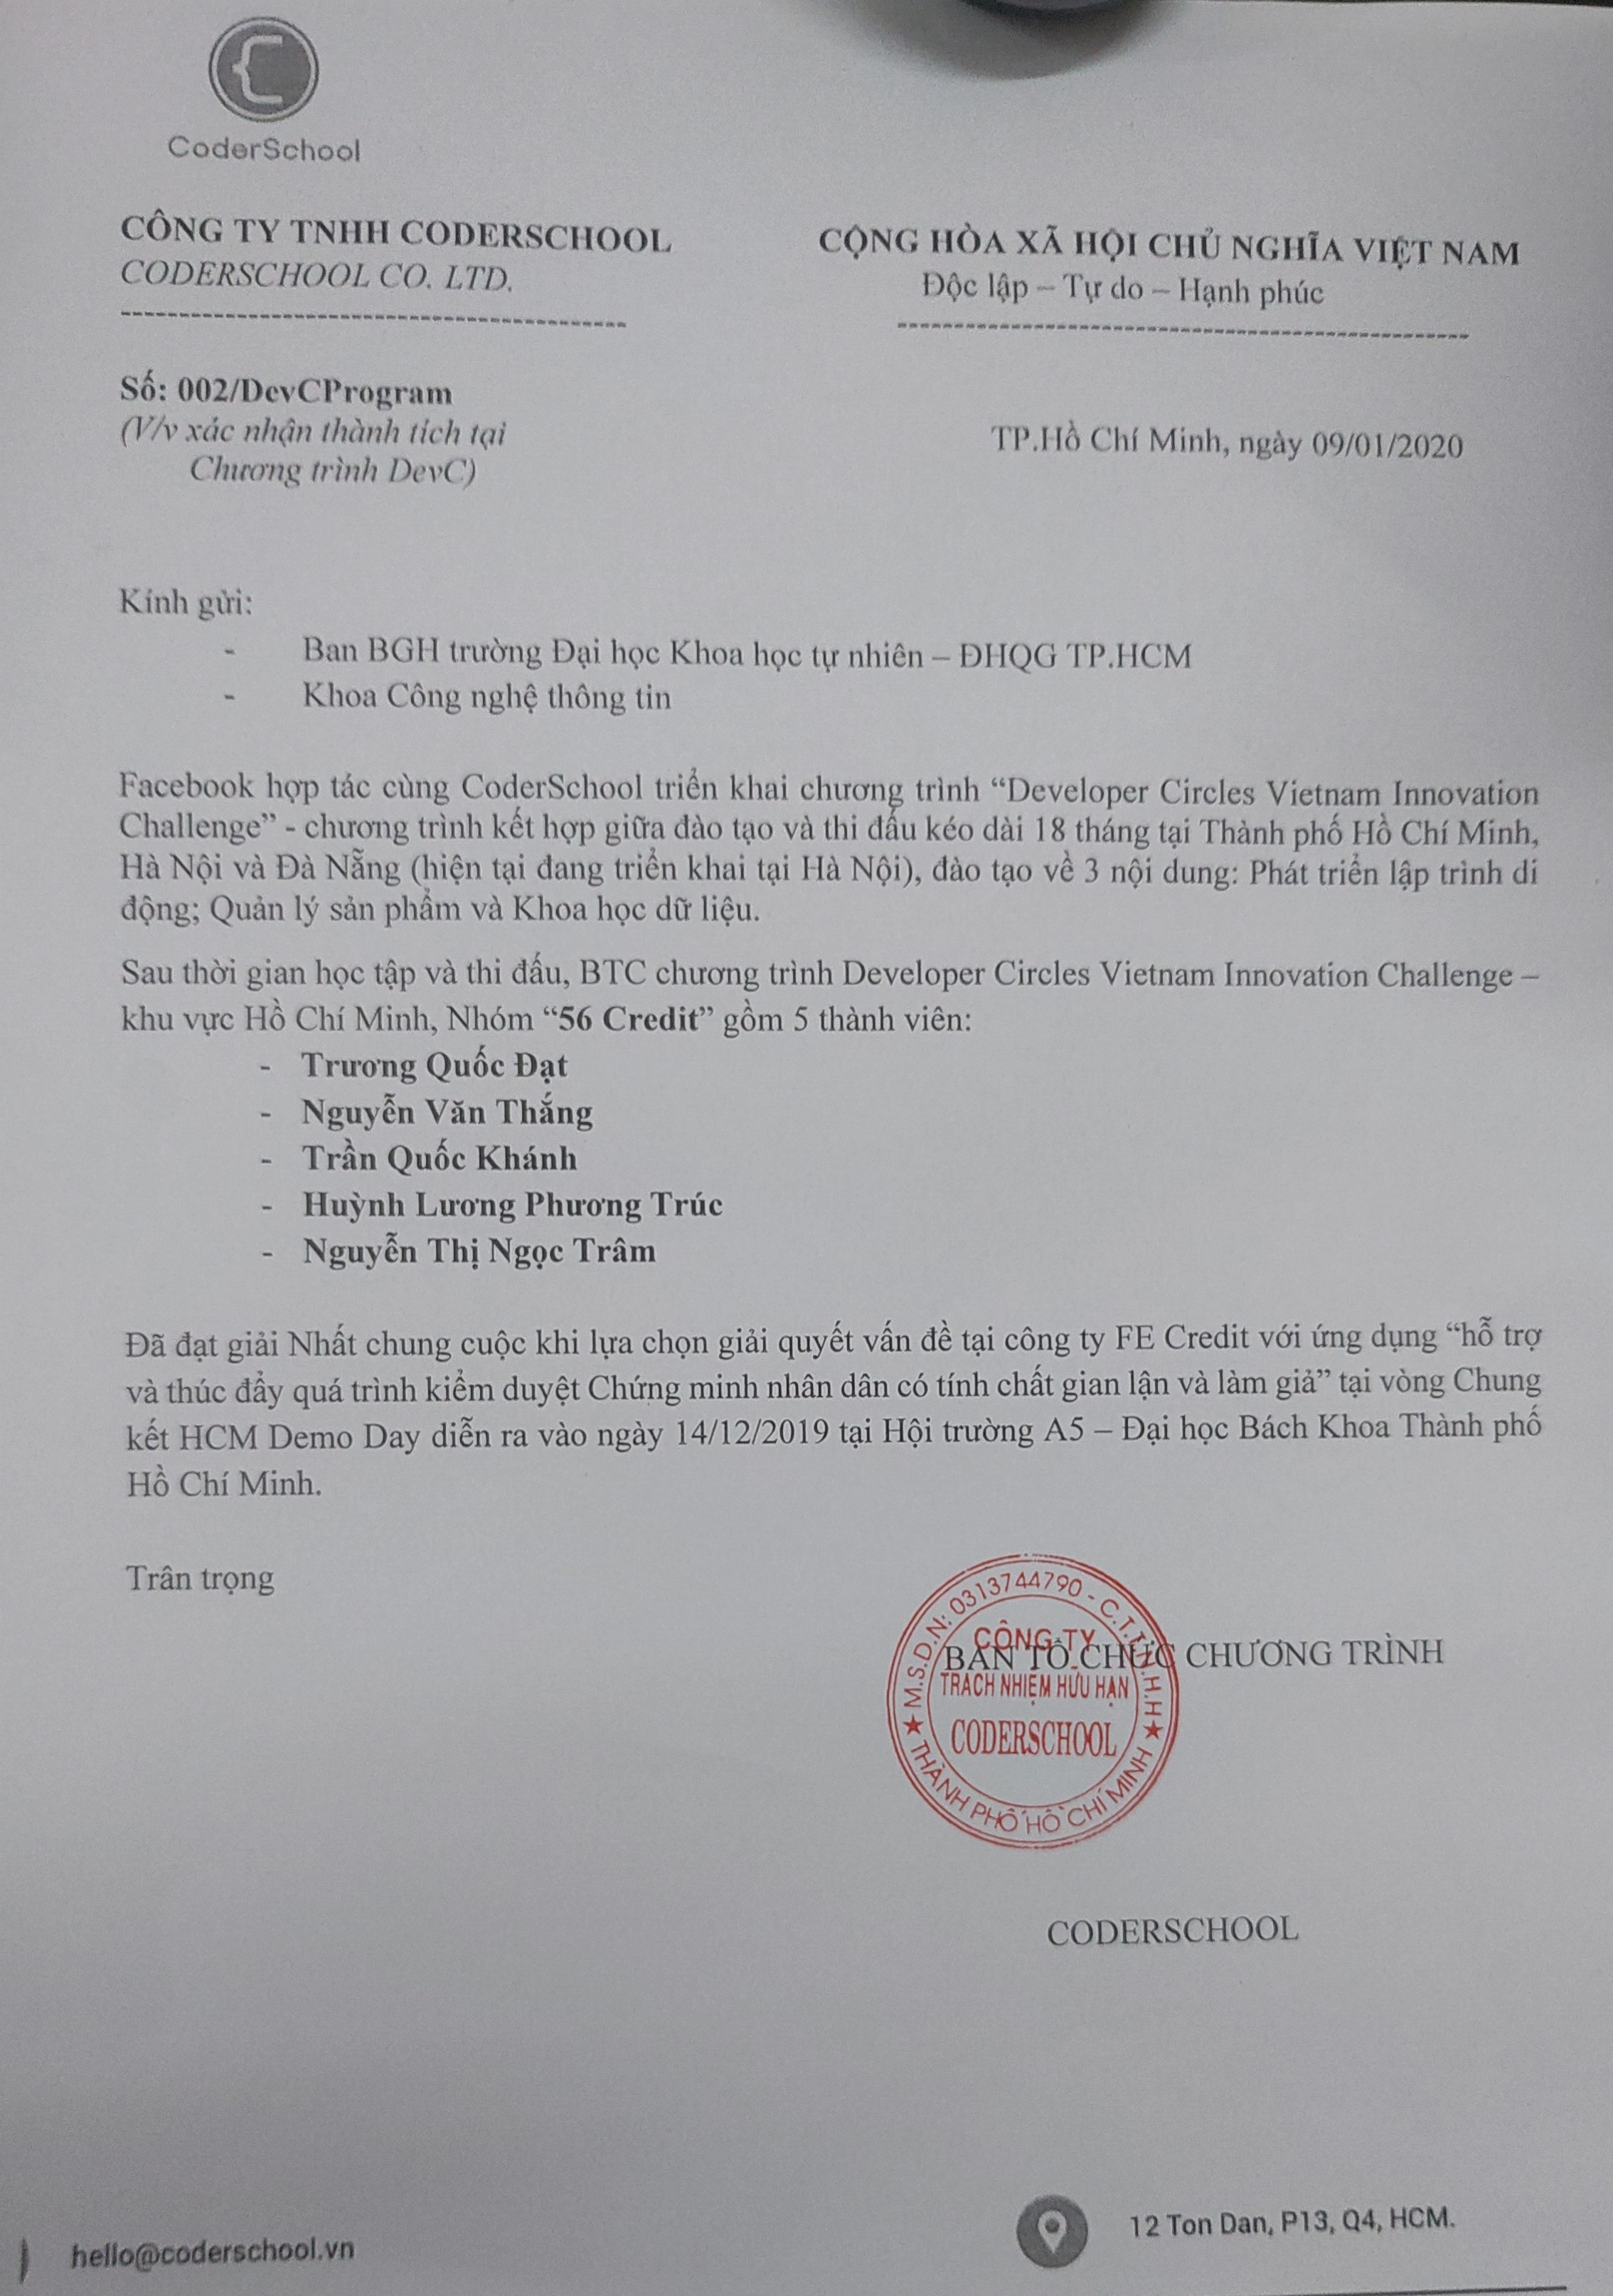 CoderSchool
CÔNG TY TNHH CODERSCHOOL
CODERSCHOOL CO. LTD.
CỘNG HÒA XÃ HỘI CHỦ NGHĨA VIỆT NAM
Độc lập – Tự do – Hạnh phúc
Số: 002/DevCProgram
(V/v xác nhận thành tích tại
Chương trình DevC)
TP.Hồ Chí Minh, ngày 09/01/2020
Kính gửi:
- Ban BGH trường Đại học Khoa học tự nhiên – ĐHQG TP.HCM
- Khoa Công nghệ thông tin
Facebook hợp tác cùng CoderSchool triển khai chương trình “Developer Circles Vietnam Innovation
Challenge” - chương trình kết hợp giữa đào tạo và thi đấu kéo dài 18 tháng tại Thành phố Hồ Chí Minh,
Hà Nội và Đà Nẵng (hiện tại đang triển khai tại Hà Nội), đào tạo về 3 nội dung: Phát triển lập trình di
động; Quản lý sản phẩm và Khoa học dữ liệu.
Sau thời gian học tập và thi đấu, BTC chương trình Developer Circles Vietnam Innovation Challenge –
khu vực Hồ Chí Minh, Nhóm “56 Credit” gồm 5 thành viên:
- Trương Quốc Đạt
- Nguyễn Văn Thắng
- Trần Quốc Khánh
- Huỳnh Lương Phương Trúc
- Nguyễn Thị Ngọc Trâm
Đã đạt giải Nhất chung cuộc khi lựa chọn giải quyết vấn đề tại công ty FE Credit với ứng dụng “hỗ trợ
và thúc đẩy quá trình kiểm duyệt Chứng minh nhân dân có tính chất gian lận và làm giả” tại vòng Chung
kết HCM Demo Day diễn ra vào ngày 14/12/2019 tại Hội trường A5 – Đại học Bách Khoa Thành phố
Hồ Chí Minh.
Trân trọng
BAN TỔ CHỨC CHƯƠNG TRÌNH
M.S.D.N: 0313744790 - C.T.T.N.H.H
CÔNG TY
TRÁCH NHIỆM HỮU HẠN
CODERSCHOOL
THÀNH PHỐ HỒ CHÍ MINH
CODERSCHOOL
hello@coderschool.vn
12 Ton Dan, P13, Q4, HCM.